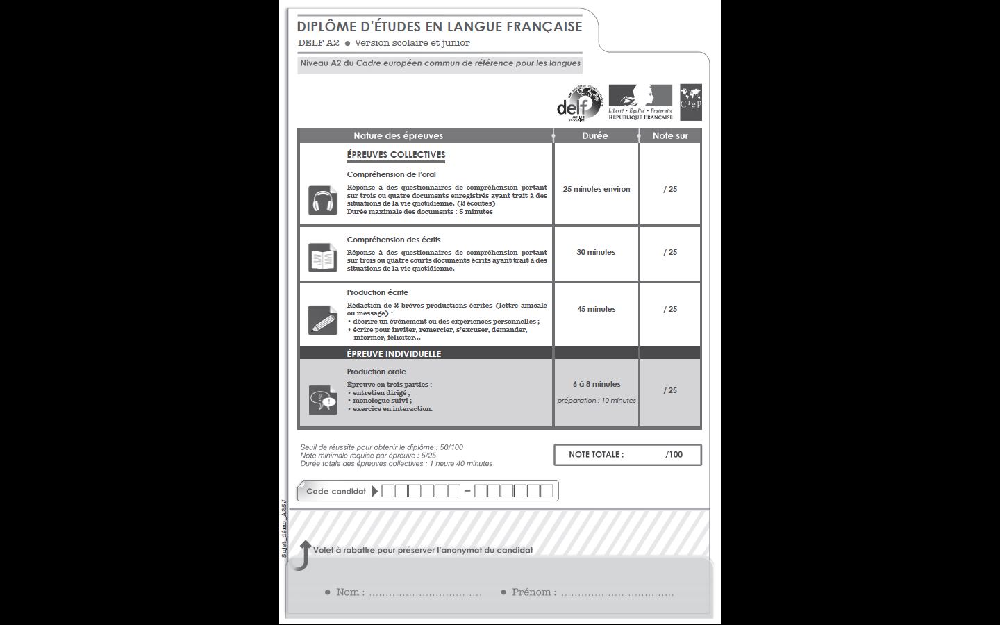 DIPLÔME D'ÉTUDES EN LANGUE FRANÇAISE
DELF A2 ● Version scolaire et junior
Niveau A2 du Cadre européen commun de référence pour les langues
delf
JUNIOR
SCOLAIRE
Liberté • Égalité • Fraternité
RÉPUBLIQUE FRANÇAISE
CIEP
Nature des épreuves
Durée
Note sur
ÉPREUVES COLLECTIVES
Compréhension de l'oral
Réponse à des questionnaires de compréhension portant
sur trois ou quatre documents enregistrés ayant trait à des
situations de la vie quotidienne. (2 écoutes)
Durée maximale des documents : 5 minutes
25 minutes environ
/ 25
Compréhension des écrits
Réponse à des questionnaires de compréhension portant
sur trois ou quatre courts documents écrits ayant trait à des
situations de la vie quotidienne.
30 minutes
/ 25
Production écrite
Rédaction de 2 brèves productions écrites (lettre amicale
ou message) :
• décrire un évènement ou des expériences personnelles ;
• écrire pour inviter, remercier, s'excuser, demander,
informer, féliciter...
45 minutes
/ 25
ÉPREUVE INDIVIDUELLE
Production orale
Épreuve en trois parties :
• entretien dirigé ;
• monologue suivi ;
• exercice en interaction.
6 à 8 minutes
préparation : 10 minutes
/ 25
Seuil de réussite pour obtenir le diplôme : 50/100
Note minimale requise par épreuve : 5/25
Durée totale des épreuves collectives : 1 heure 40 minutes
NOTE TOTALE : /100
Code candidat
Sujet_démo_A2SJ
Volet à rabattre pour préserver l'anonymat du candidat
● Nom : ..................................
● Prénom : ..................................